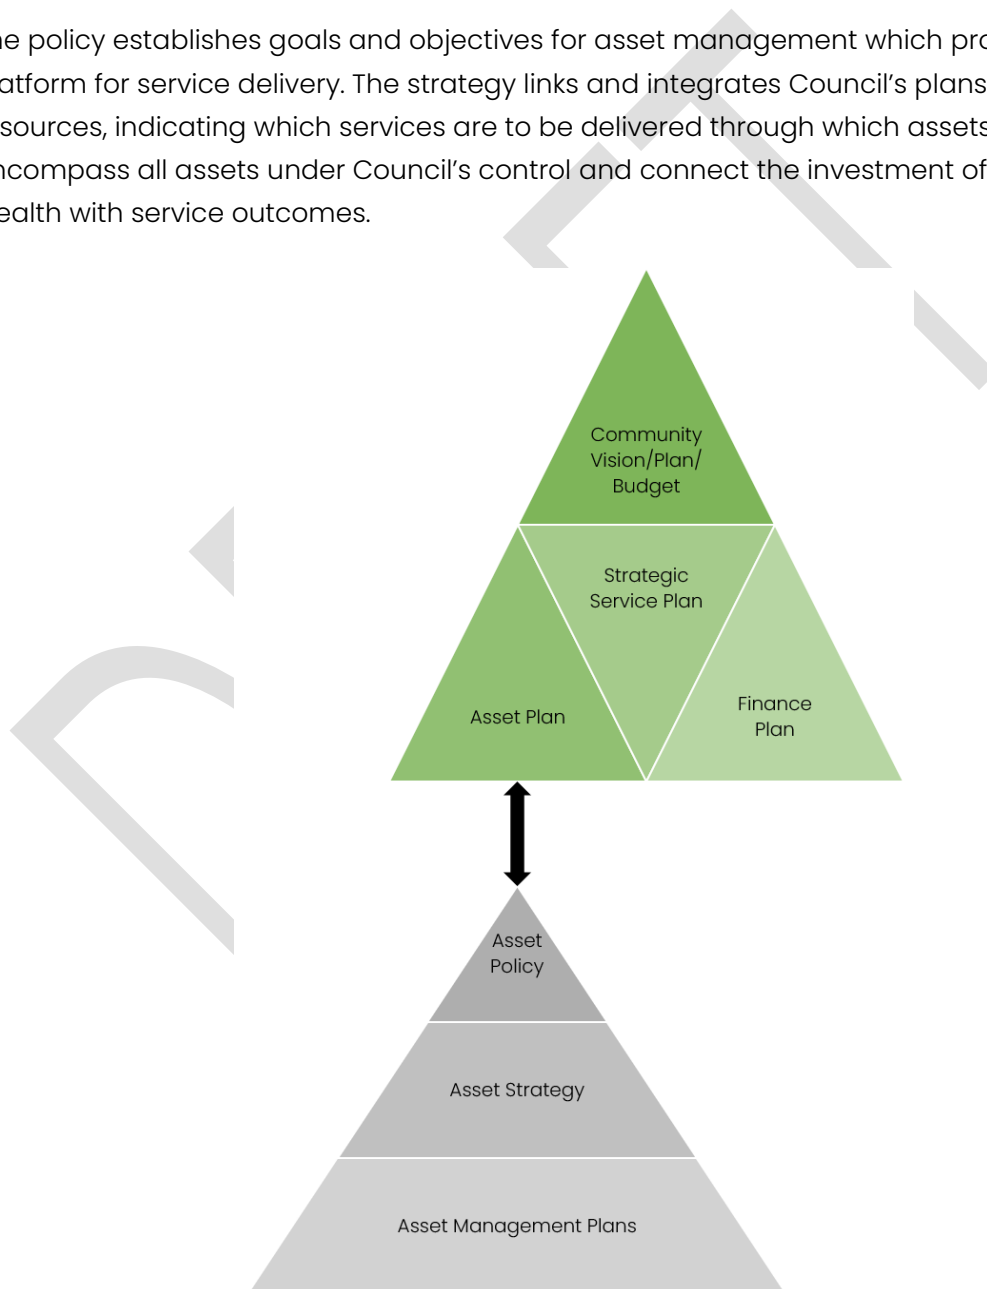 he policy establishes goals and objectives for asset management which pro
atform for service delivery. The strategy links and integrates Council's plans
sources, indicating which services are to be delivered through which assets
ncompass all assets under Council's control and connect the investment of
ealth with service outcomes.
Community
Vision/Plan/
Budget
Strategic
Service Plan
Asset Plan
Finance
Plan
Asset
Policy
Asset Strategy
Asset Management Plans